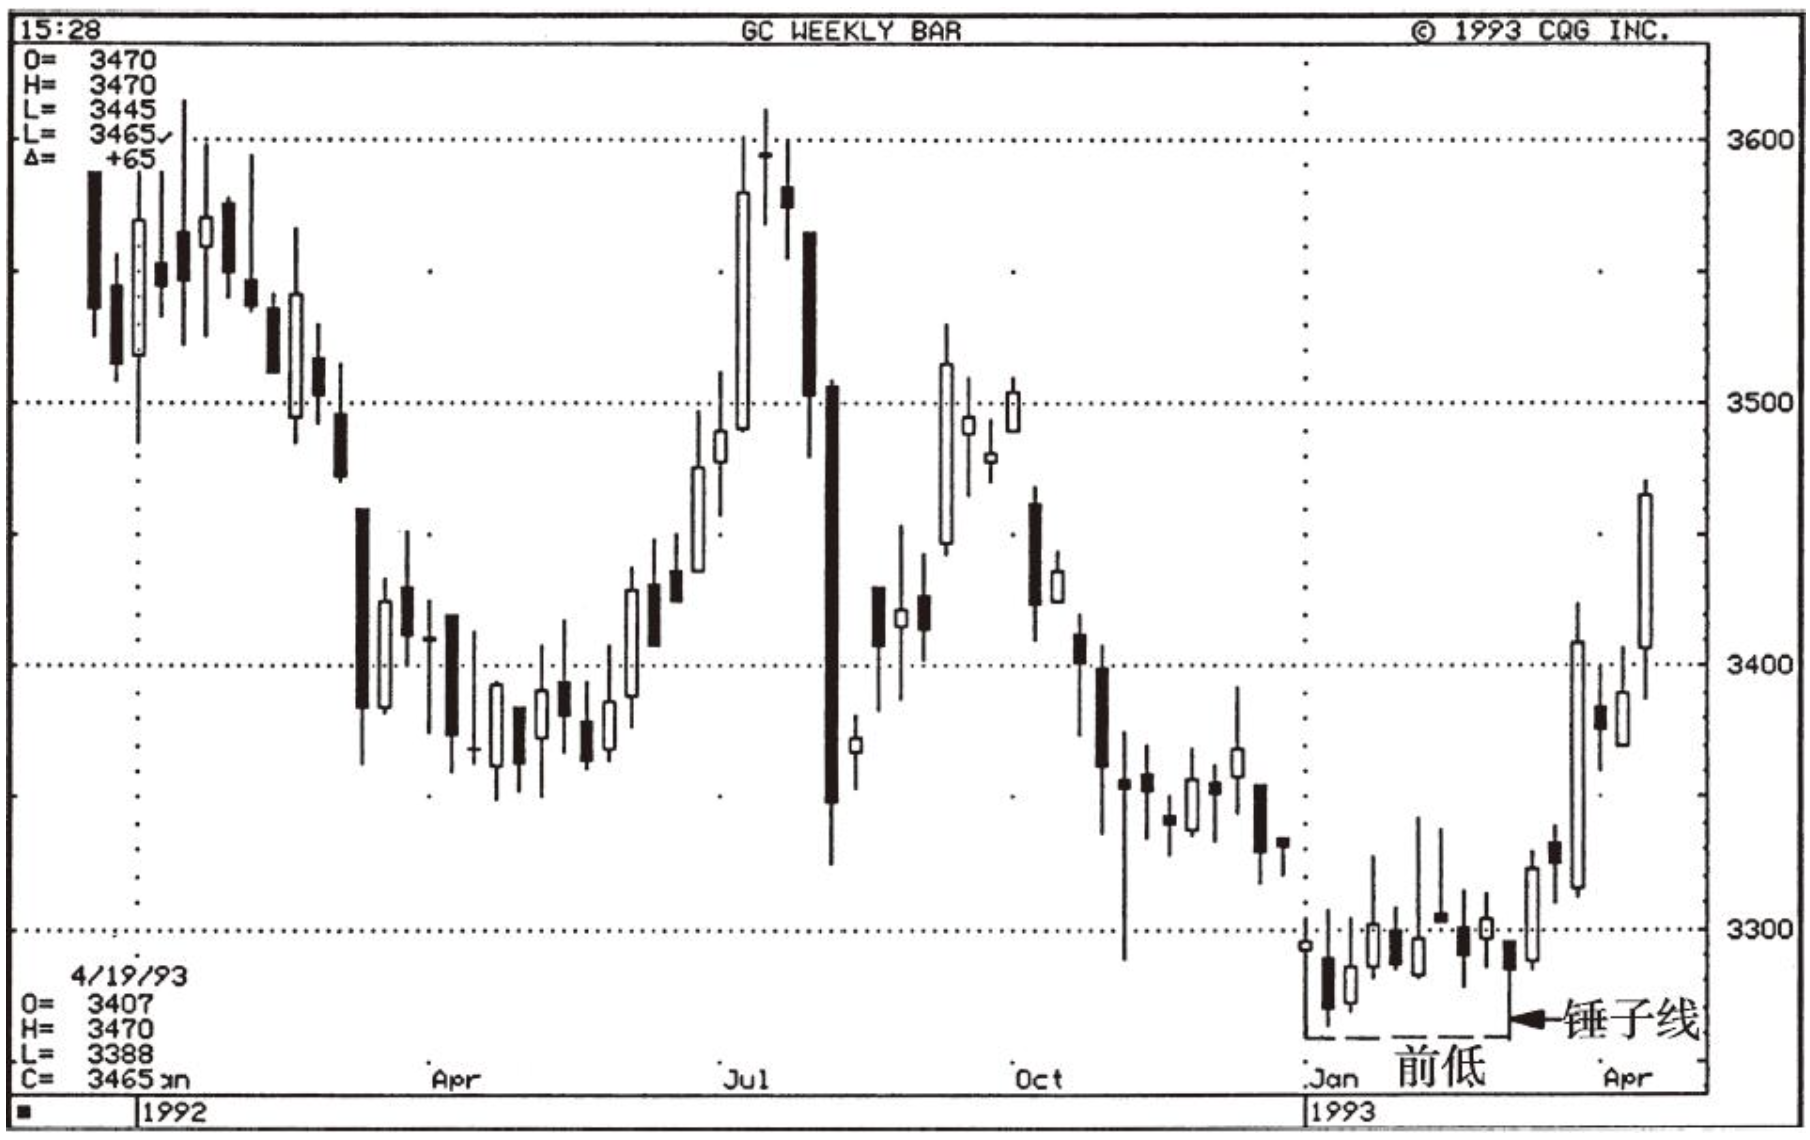 15:28 GC WEEKLY BAR © 1993 CQG INC.
O= 3470
H= 3470
L= 3445
L= 3465✓
Δ= +65
3600
3500
3400
3300
4/19/93
O= 3407
H= 3470
L= 3388
C= 3465
锤子线
前低
an Apr Jul Oct Jan Apr
1992 1993